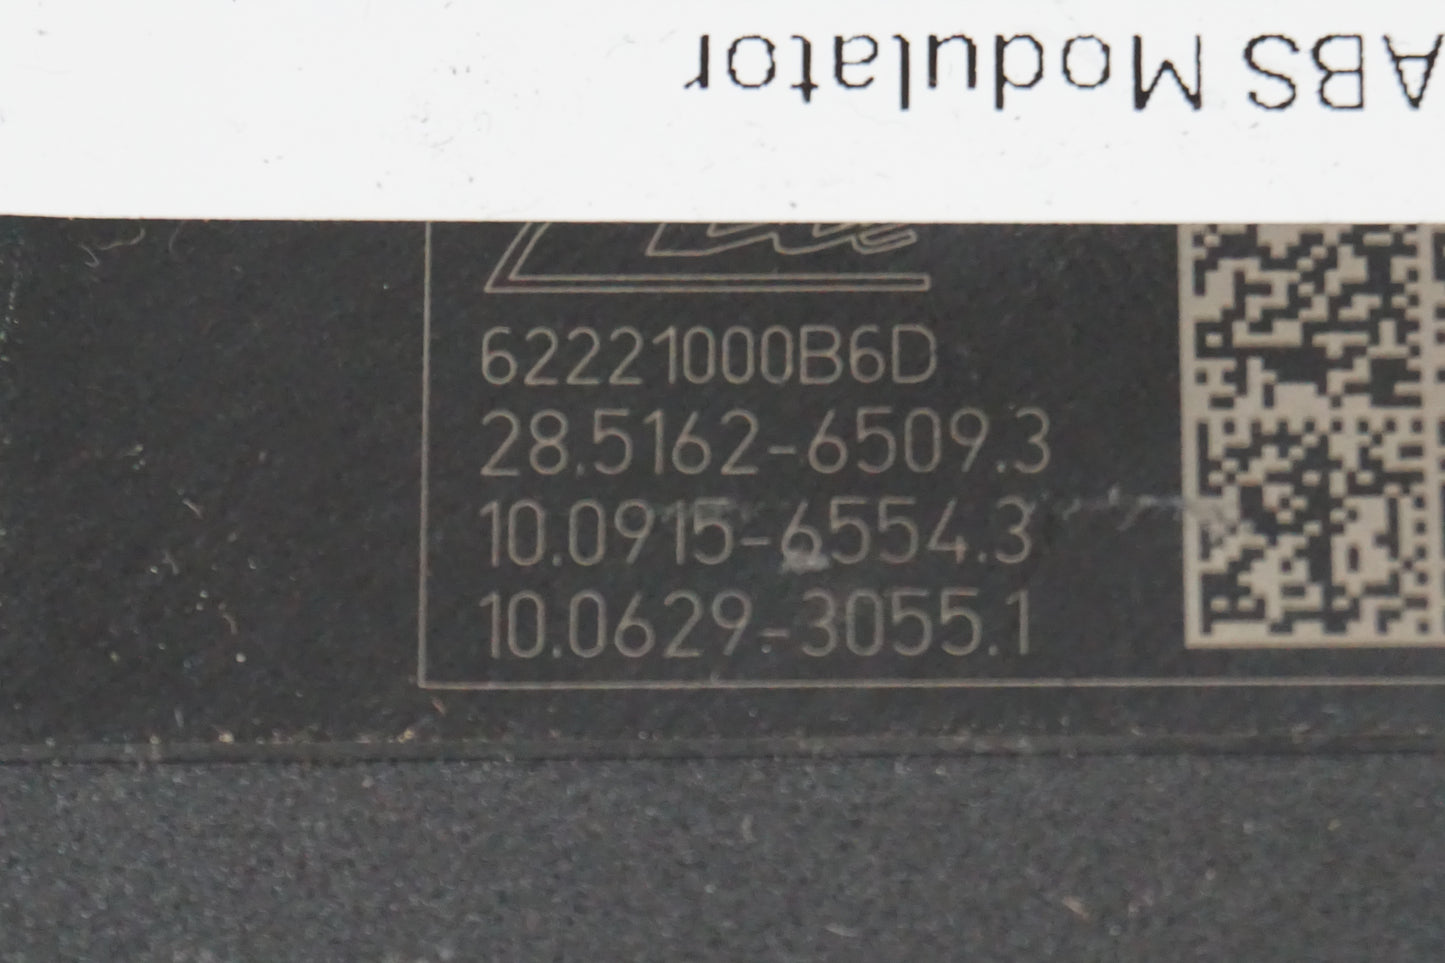 ABS Modulator
62221000B6D
28.5162-6509.3
10.0915-6554.3
10.0629-3055.1